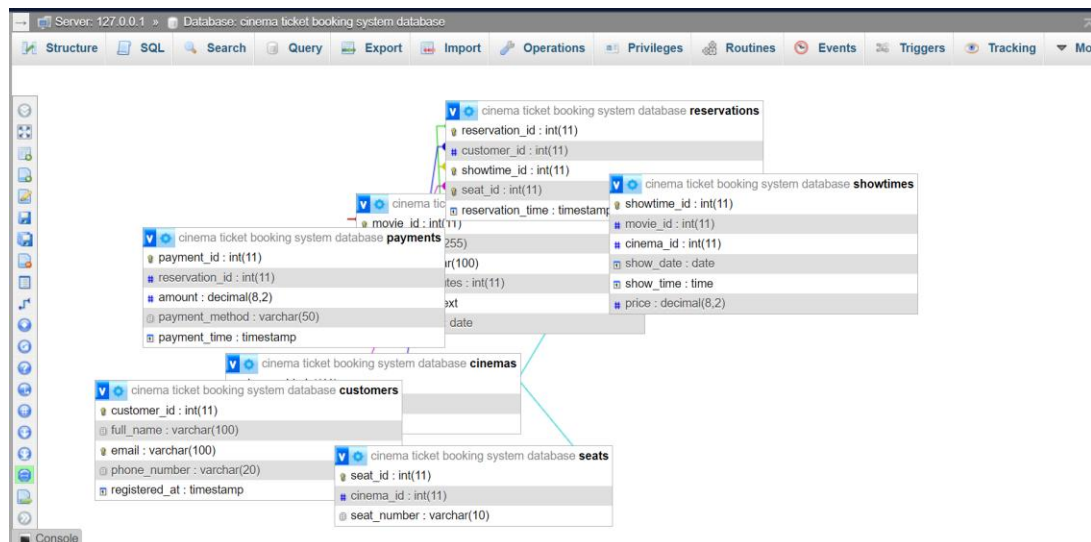 Server: 127.0.0.1 » Database: cinema ticket booking system database
Structure SQL Search Query Export Import Operations Privileges Routines Events Triggers Tracking Mo
cinema ticket booking system database reservations
reservation_id : int(11)
customer_id : int(11)
showtime_id : int(11)
seat_id : int(11)
reservation_time : timestamp
cinema ticket booking system database showtimes
showtime_id : int(11)
movie_id : int(11)
cinema_id : int(11)
show_date : date
show_time : time
price : decimal(8,2)
movie_id : int(11)
255)
ar(100)
ites : int(11)
ext
date
cinema ticket booking system database payments
payment_id : int(11)
reservation_id : int(11)
amount : decimal(8,2)
payment_method : varchar(50)
payment_time : timestamp
cinema ticket booking system database cinemas
cinema ticket booking system database customers
customer_id : int(11)
full_name : varchar(100)
email : varchar(100)
phone_number : varchar(20)
registered_at : timestamp
cinema ticket booking system database seats
seat_id : int(11)
cinema_id : int(11)
seat_number : varchar(10)
Console